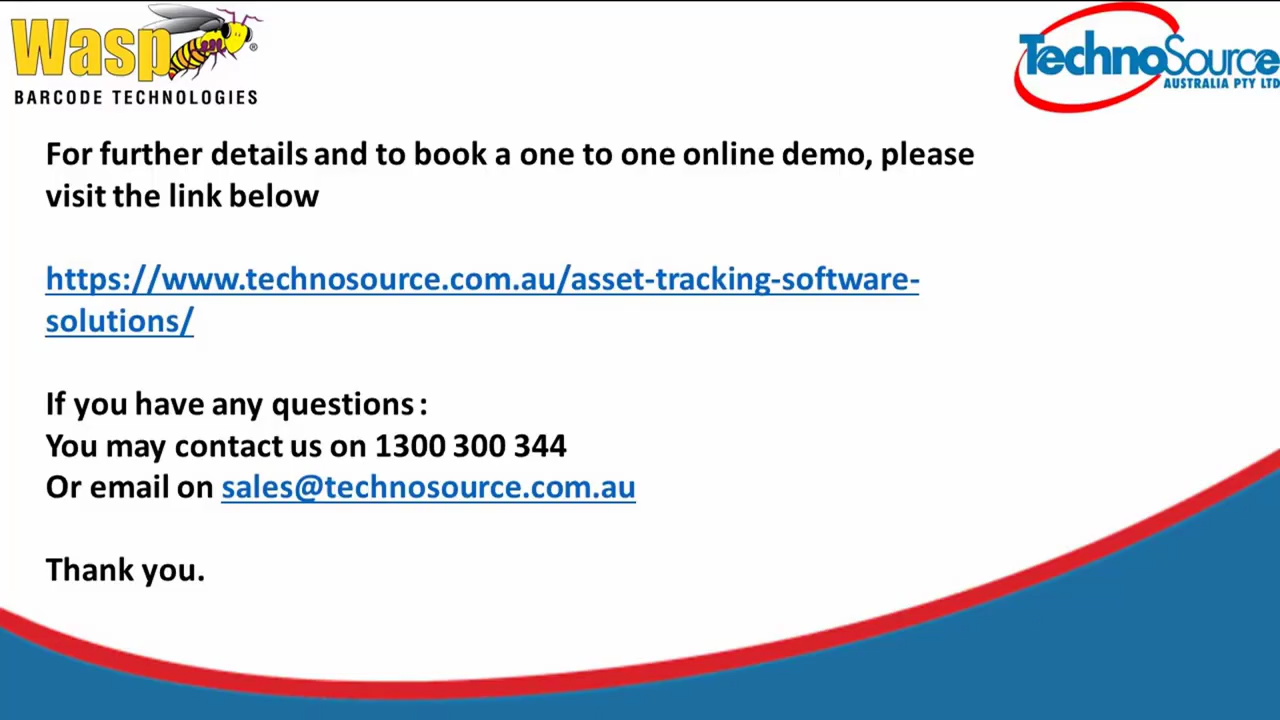 Wasp®
BARCODE TECHNOLOGIES
TechnoSource
AUSTRALIA PTY LTD
For further details and to book a one to one online demo, please
visit the link below
https://www.technosource.com.au/asset-tracking-software-
solutions/
If you have any questions :
You may contact us on 1300 300 344
Or email on sales@technosource.com.au
Thank you.